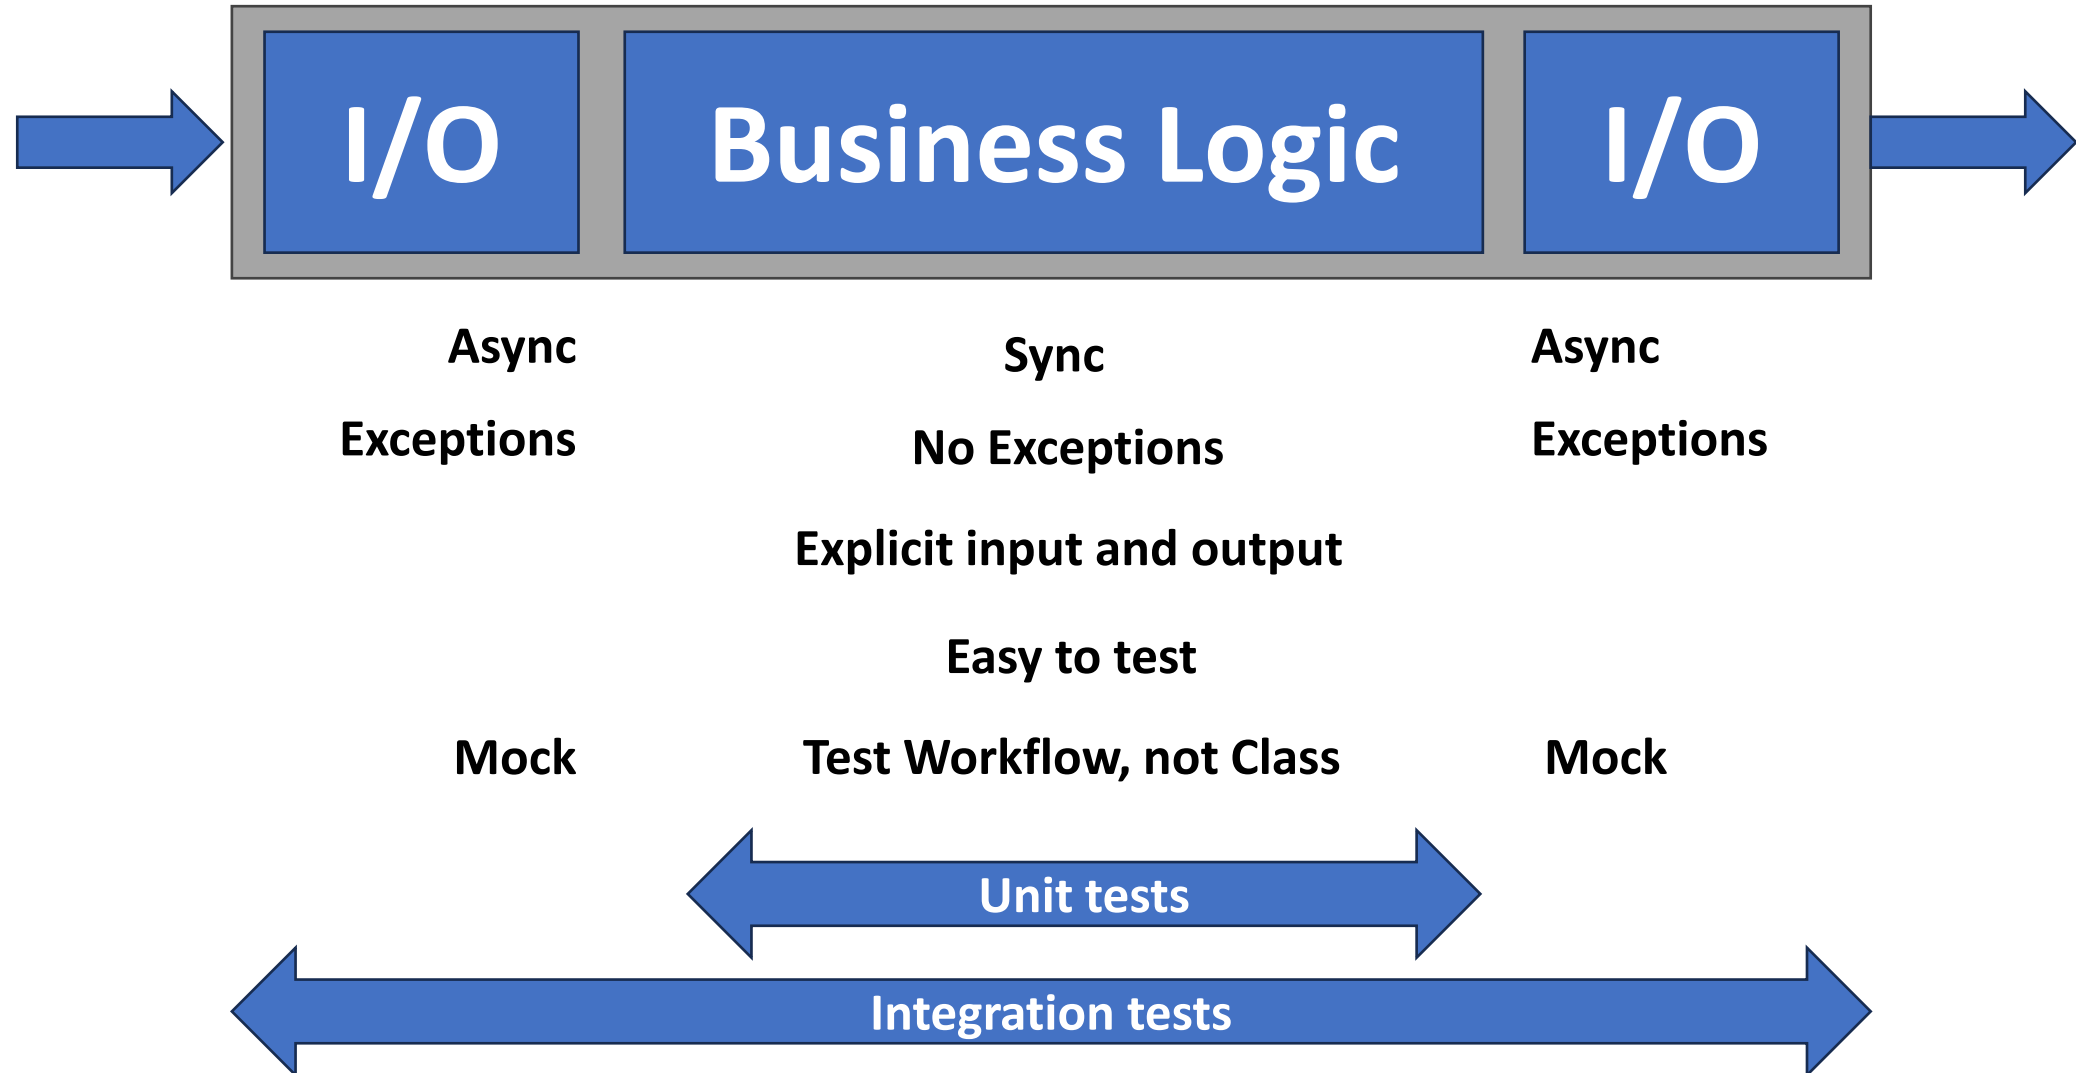 I/O Business Logic I/O
Async Sync Async
Exceptions No Exceptions Exceptions
Explicit input and output
Easy to test
Mock Test Workflow, not Class Mock
Unit tests
Integration tests